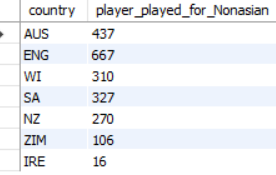 country player_played_for_Nonasian
AUS 437
ENG 667
WI 310
SA 327
NZ 270
ZIM 106
IRE 16